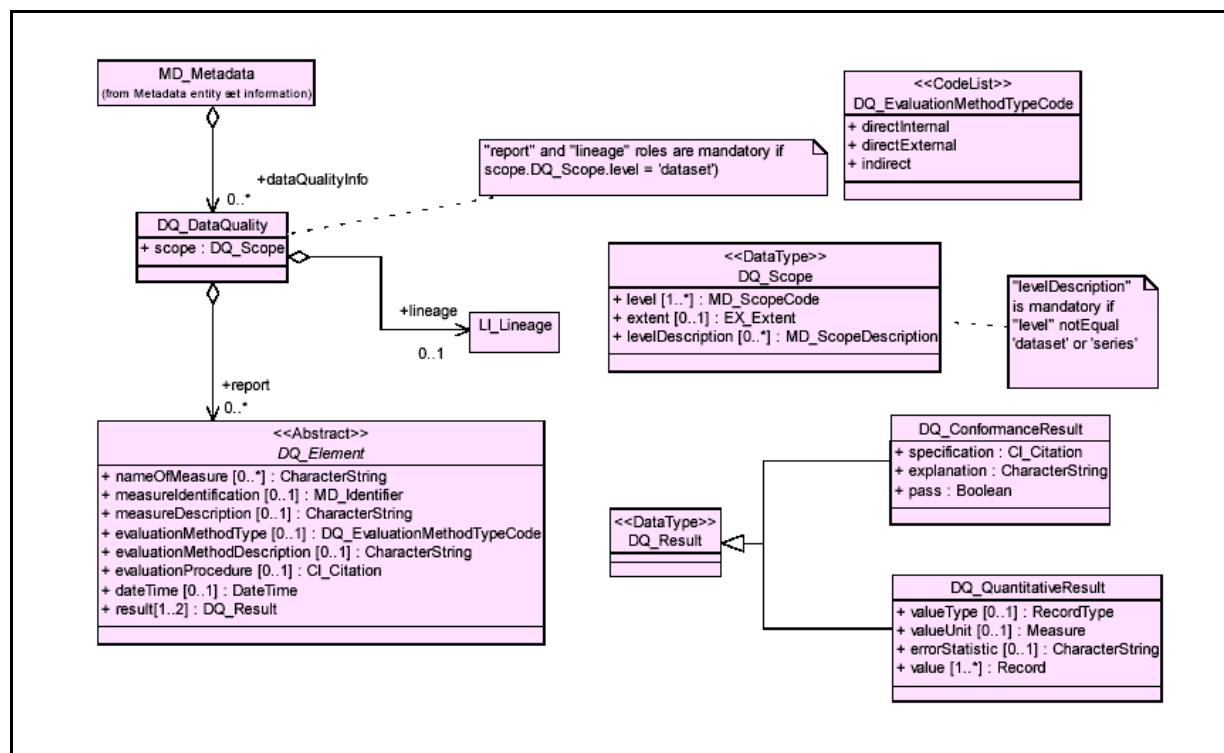 MD_Metadata
(from Metadata entity set information)
<<CodeList>>
DQ_EvaluationMethodTypeCode
+ directInternal
+ directExternal
+ indirect
"report" and "lineage" roles are mandatory if
scope.DQ_Scope.level = 'dataset')
+dataQualityInfo
0..*
DQ_DataQuality
+ scope : DQ_Scope
<<DataType>>
DQ_Scope
+ level [1..*] : MD_ScopeCode
+ extent [0..1] : EX_Extent
+ levelDescription [0..*] : MD_ScopeDescription
"levelDescription"
is mandatory if
"level" notEqual
'dataset' or 'series'
+lineage
0..1
LI_Lineage
+report
0..*
<<Abstract>>
DQ_Element
+ nameOfMeasure [0..*] : CharacterString
+ measureIdentification [0..1] : MD_Identifier
+ measureDescription [0..1] : CharacterString
+ evaluationMethodType [0..1] : DQ_EvaluationMethodTypeCode
+ evaluationMethodDescription [0..1] : CharacterString
+ evaluationProcedure [0..1] : CI_Citation
+ dateTime [0..1] : DateTime
+ result[1..2] : DQ_Result
<<DataType>>
DQ_Result
DQ_ConformanceResult
+ specification : CI_Citation
+ explanation : CharacterString
+ pass : Boolean
DQ_QuantitativeResult
+ valueType [0..1] : RecordType
+ valueUnit [0..1] : Measure
+ errorStatistic [0..1] : CharacterString
+ value [1..*] : Record